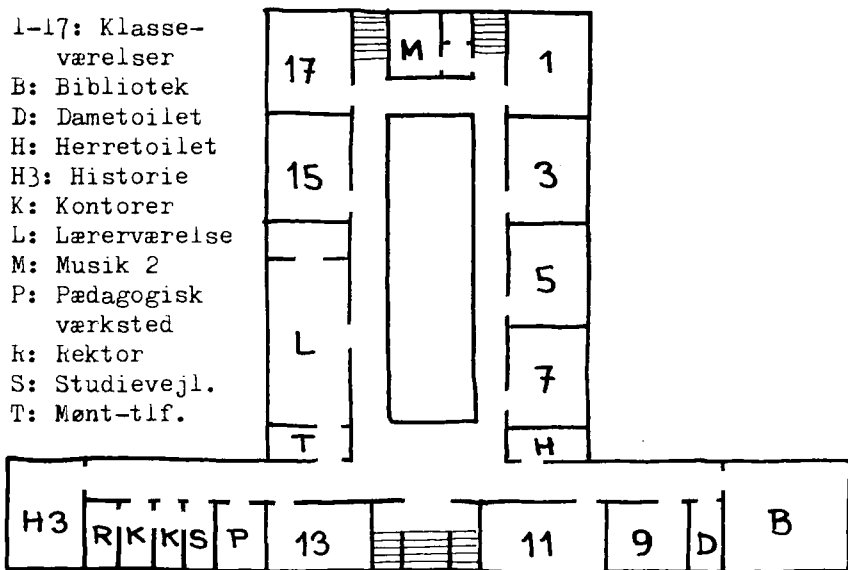 1-17: Klasse-
værelser
B: Bibliotek
D: Dametoilet
H: Herretoilet
H3: Historie
K: Kontorer
L: Lærerværelse
M: Musik 2
P: Pædagogisk
værksted
R: Rektor
S: Studievejl.
T: Mønt-tlf.
17
M
1
15
3
5
L
7
T
H
H3
R
K
K
S
P
13
11
9
D
B